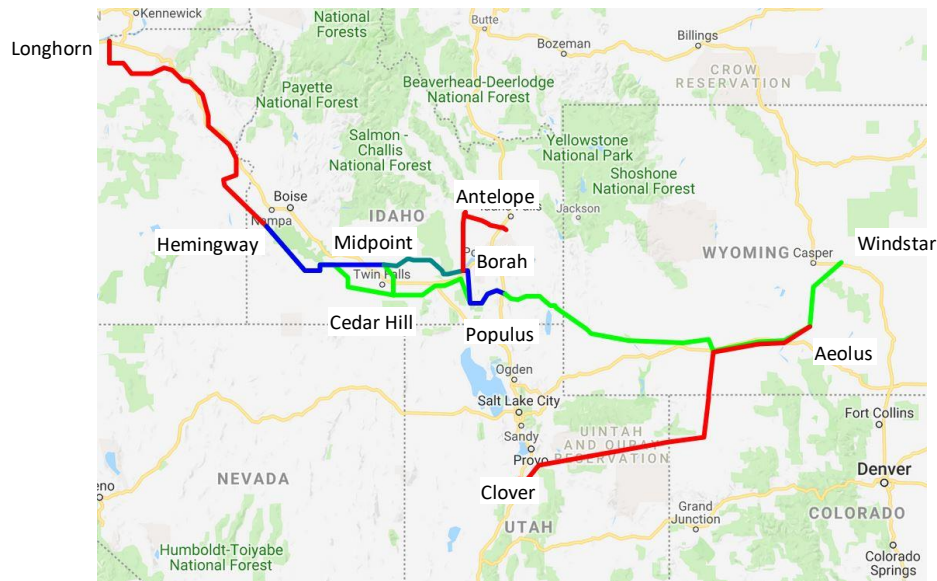 Kennewick
Longhorn
National
Forests
Butte
Bozeman
Billings
CROW
RESERVATION
Payette
National Forest
Beaverhead-Deerlodge
National Forest
Salmon -
Challis
National Forest
Yellowstone
National Park
Shoshone
National Forest
Boise
Nampa
IDAHO
Antelope
Idaho Falls
Jackson
Hemingway
Midpoint
Borah
WYOMING
Casper
Windstar
Twin Falls
Cedar Hill
Populus
Aeolus
Ogden
Salt Lake City
Sandy
Provo
UINTAH
AND OURAY
RESERVATION
Fort Collins
Clover
NEVADA
UTAH
Grand
Junction
Denver
COLORADO
Colorado
Springs
Humboldt-Toiyabe
National Forest